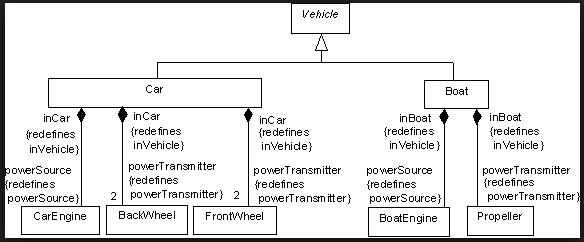 Vehicle
Car
Boat
inCar
{redefines
inVehicle}
inCar
{redefines
inVehicle}
inCar
{redefines
inVehicle}
inBoat
{redefines
inVehicle}
inBoat
{redefines
inVehicle}
powerSource
{redefines
powerSource}
powerTransmitter
{redefines
powerTransmitter}
2
powerTransmitter
{redefines
powerTransmitter}
2
powerSource
{redefines
powerSource}
powerTransmitter
{redefines
powerTransmitter}
CarEngine
BackWheel
FrontWheel
BoatEngine
Propeller